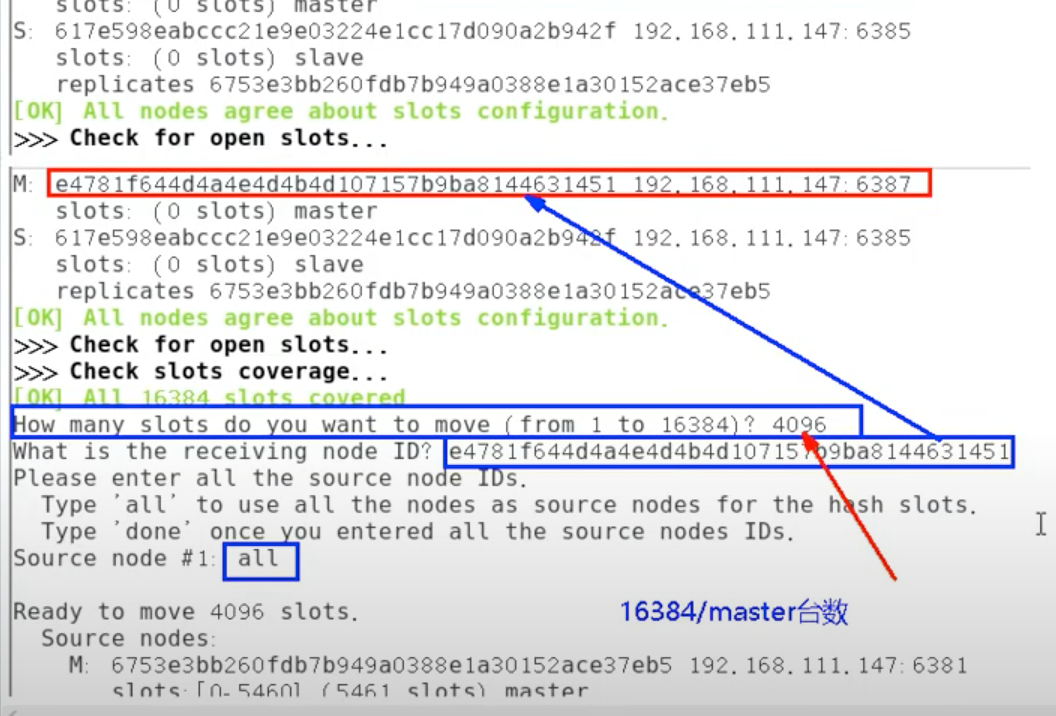 slots: (0 slots) master
S: 617e598eabccc21e9e03224e1cc17d090a2b942f 192.168.111.147:6385
slots: (0 slots) slave
replicates 6753e3bb260fdb7b949a0388e1a30152ace37eb5
[OK] All nodes agree about slots configuration.
>>> Check for open slots...
M: e4781f644d4a4e4d4b4d107157b9ba8144631451 192.168.111.147:6387
slots: (0 slots) master
S: 617e598eabccc21e9e03224e1cc17d090a2b942f 192.168.111.147:6385
slots: (0 slots) slave
replicates 6753e3bb260fdb7b949a0388e1a30152ace37eb5
[OK] All nodes agree about slots configuration.
>>> Check for open slots...
>>> Check slots coverage...
[OK] All 16384 slots covered
How many slots do you want to move (from 1 to 16384)? 4096
What is the receiving node ID? e4781f644d4a4e4d4b4d107157b9ba8144631451
Please enter all the source node IDs.
Type 'all' to use all the nodes as source nodes for the hash slots.
Type 'done' once you entered all the source nodes IDs.
Source node #1: all
Ready to move 4096 slots.
16384/master台数
Source nodes:
M: 6753e3bb260fdb7b949a0388e1a30152ace37eb5 192.168.111.147:6381
slots:[0-5460] (5461 slots) master